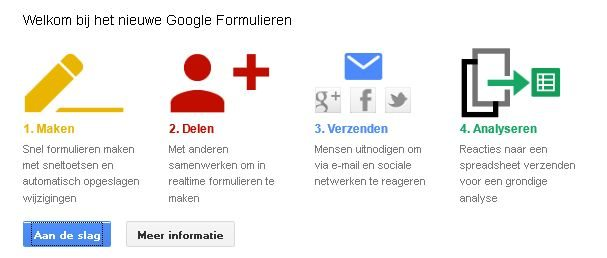 Welkom bij het nieuwe Google Formulieren
1. Maken
Snel formulieren maken
met sneltoetsen en
automatisch opgeslagen
wijzigingen
2. Delen
Met anderen
samenwerken om in
realtime formulieren te
maken
g+ f
3. Verzenden
Mensen uitnodigen om
via e-mail en sociale
netwerken te reageren
4. Analyseren
Reacties naar een
spreadsheet verzenden
voor een grondige
analyse
Aan de slag
Meer informatie